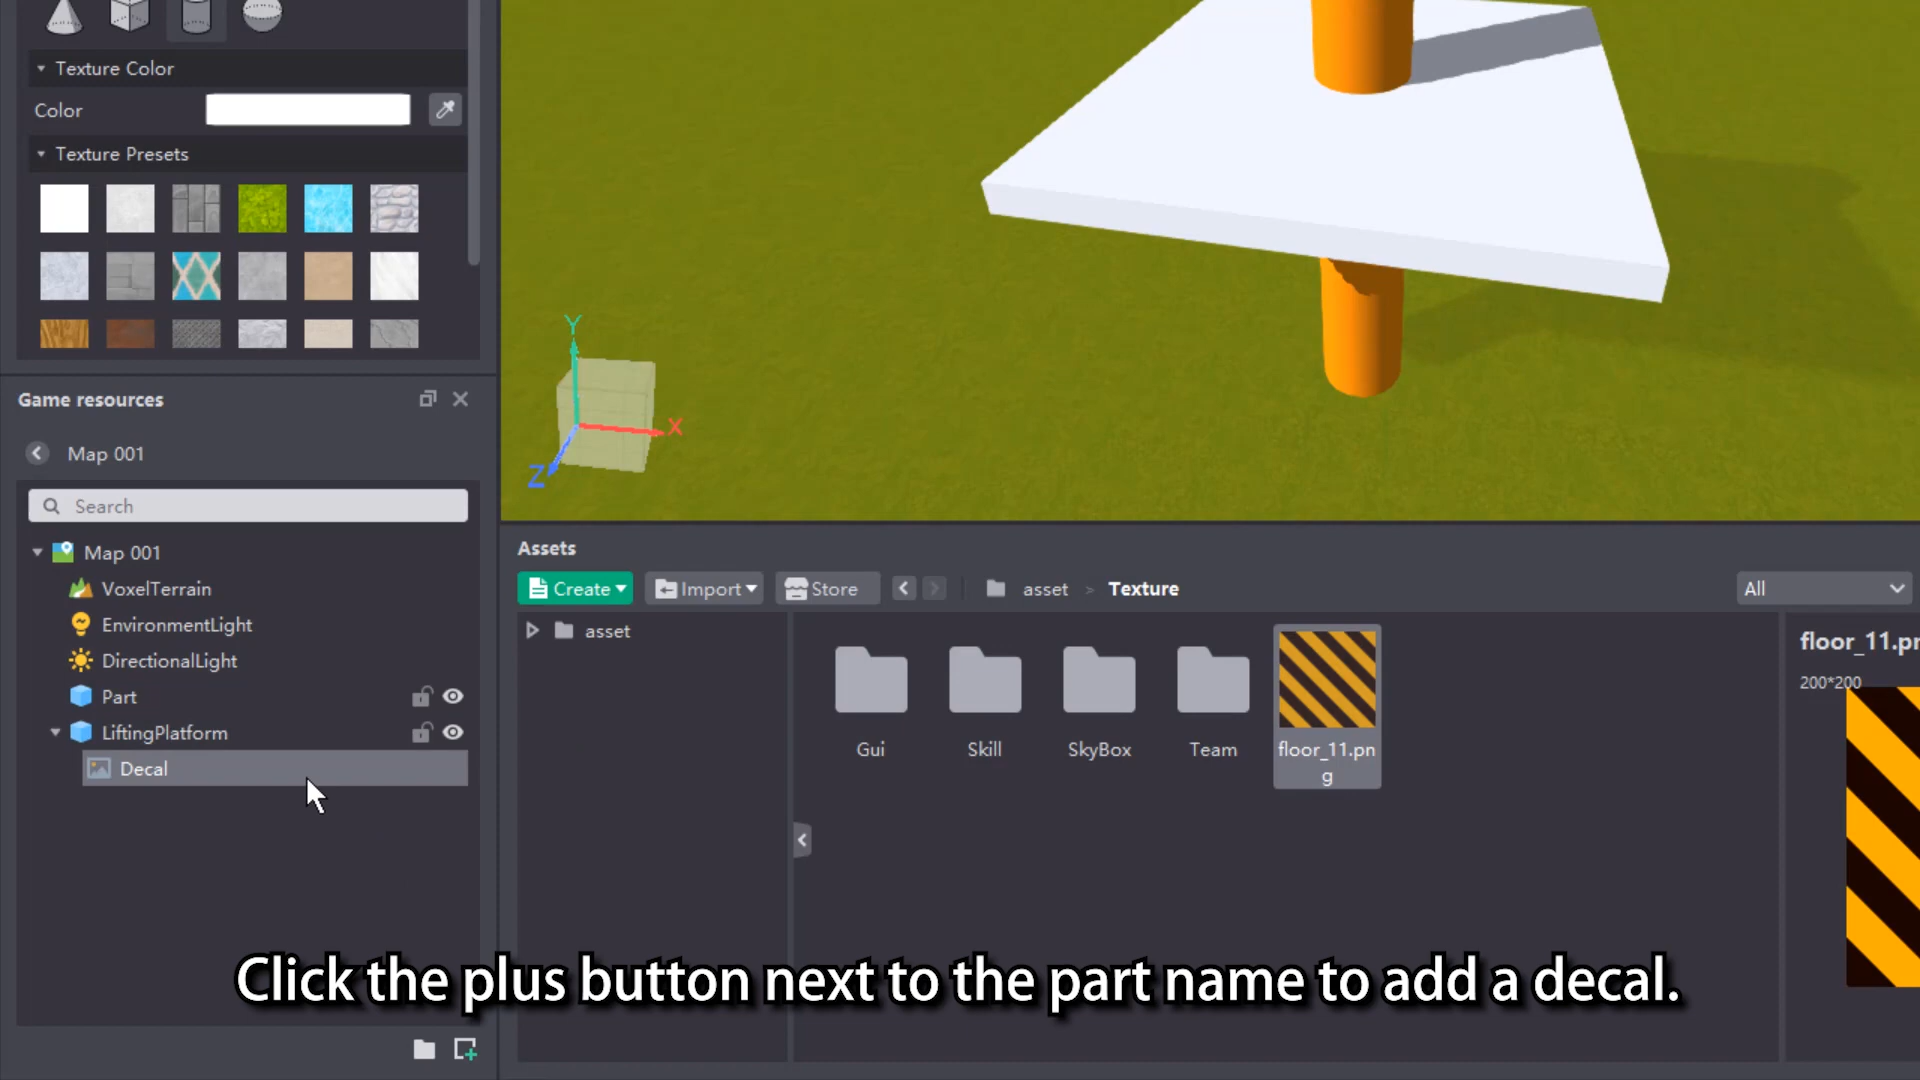 Texture Color
Color
Texture Presets
Y
X
Z
Game resources
Map 001
Search
Map 001
VoxelTerrain
EnvironmentLight
DirectionalLight
Part
LiftingPlatform
Decal
Assets
Create
Import
Store
asset > Texture
All
asset
Gui
Skill
SkyBox
Team
floor_11.pn
g
floor_11.pr
200*200
Click the plus button next to the part name to add a decal.